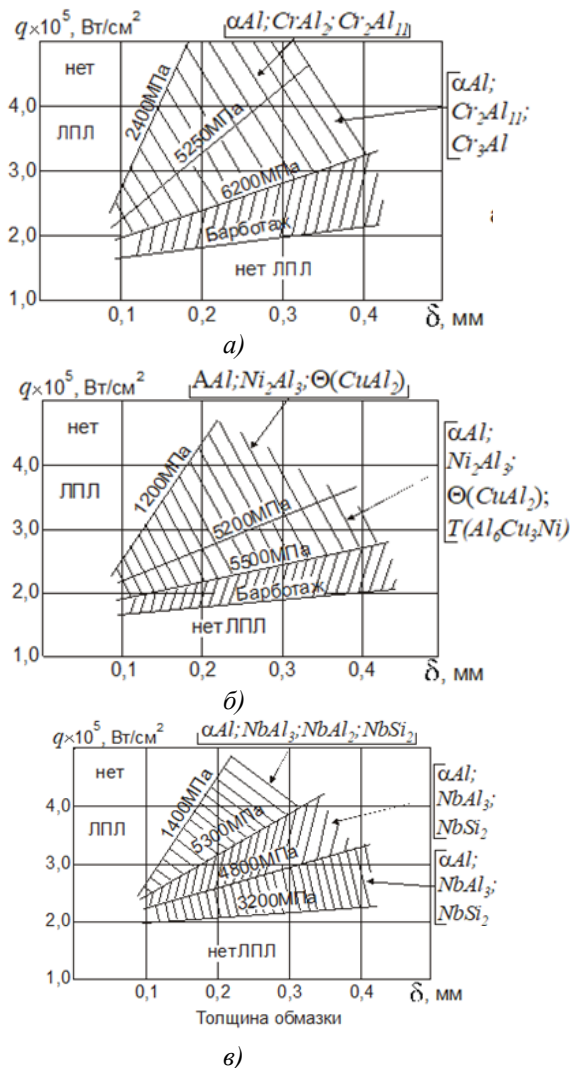 q×10⁵, Вт/см²
αAl; CrAl₂; Cr₂Al₁₁
нет
ЛПЛ
4,0
3,0
2,0
1,0
2400МПа
5250МПа
6200МПа
Барботаж
нет ЛПЛ
αAl;
Cr₂Al₁₁;
Cr₃Al
0,1 0,2 0,3 0,4 δ, мм
а)
q×10⁵, Вт/см²
AAl; Ni₂Al₃; Θ(CuAl₂)
нет
ЛПЛ
4,0
3,0
2,0
1,0
1200МПа
5200МПа
5500МПа
Барботаж
нет ЛПЛ
αAl;
Ni₂Al₃;
Θ(CuAl₂);
T(Al₆Cu₃Ni)
0,1 0,2 0,3 0,4 δ, мм
б)
q×10⁵, Вт/см²
αAl; NbAl₃; NbAl₂; NbSi₂
нет
ЛПЛ
4,0
3,0
2,0
1,0
1400МПа
5300МПа
4800МПа
3200МПа
нетЛПЛ
αAl;
NbAl₃;
NbSi₂
αAl;
NbAl₃;
NbSi₂
0,1 0,2 0,3 0,4 δ, мм
Толщина обмазки
в)